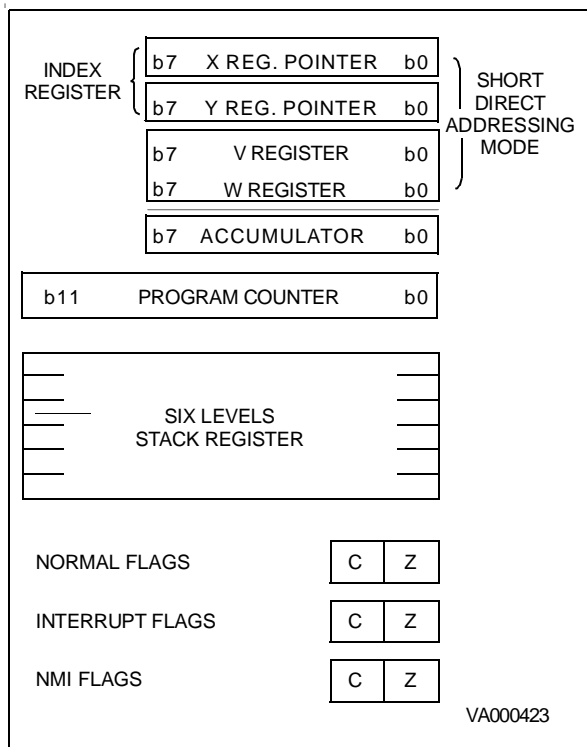 INDEX
REGISTER
b7 X REG. POINTER b0
b7 Y REG. POINTER b0
b7 V REGISTER b0
b7 W REGISTER b0
SHORT
DIRECT
ADDRESSING
MODE
b7 ACCUMULATOR b0
b11 PROGRAM COUNTER b0
SIX LEVELS
STACK REGISTER
NORMAL FLAGS C Z
INTERRUPT FLAGS C Z
NMI FLAGS C Z
VA000423